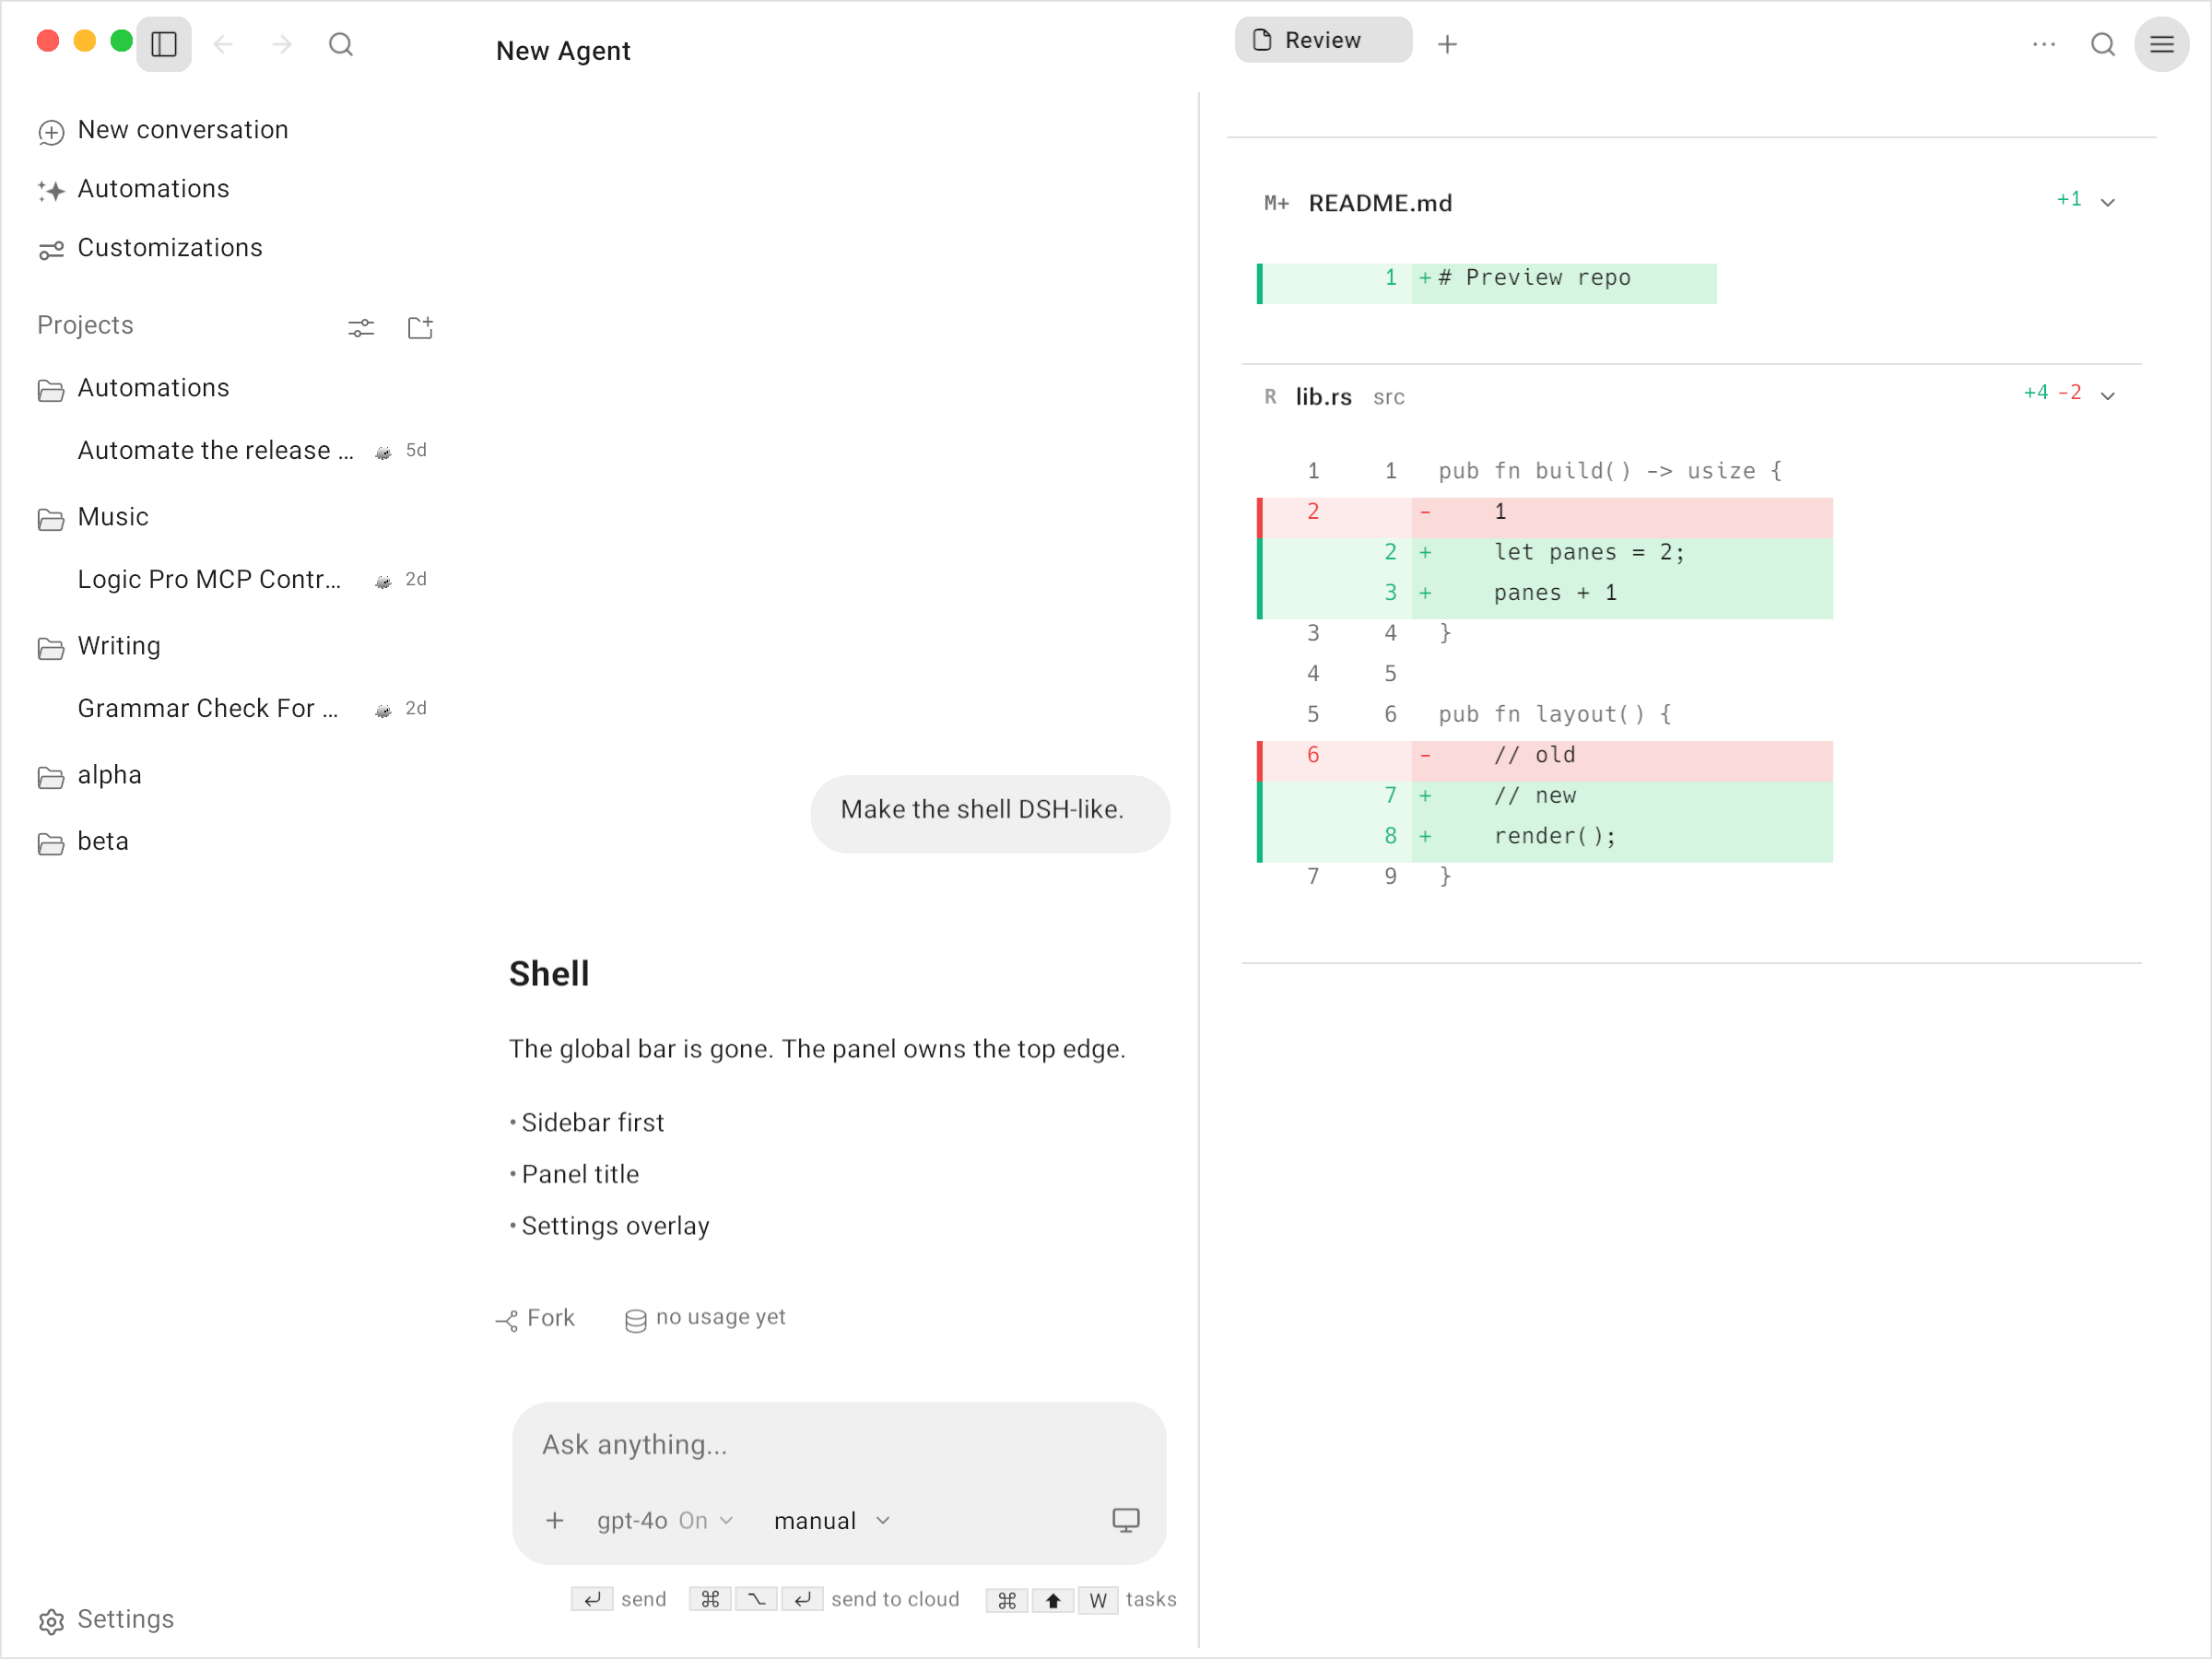 New Agent
Review
New conversation
Automations
Customizations
Projects
Automations
Automate the release ... 5d
Music
Logic Pro MCP Contr... 2d
Writing
Grammar Check For ... 2d
alpha
beta
Settings
Make the shell DSH-like.
Shell
The global bar is gone. The panel owns the top edge.
• Sidebar first
• Panel title
• Settings overlay
Fork no usage yet
Ask anything...
+ gpt-4o On manual
↵ send ⌘ ⌥ ↵ send to cloud ⌘ ⬆ W tasks
M+ README.md +1
1 +# Preview repo
R lib.rs src +4 -2
1 1 pub fn build() -> usize {
2 - 1
2 + let panes = 2;
3 + panes + 1
3 4 }
4 5
5 6 pub fn layout() {
6 - // old
7 + // new
8 + render();
7 9 }